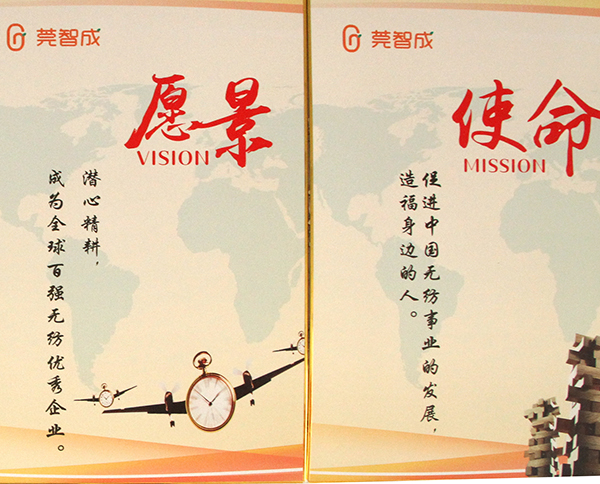 莞智成
愿景
VISION
潜心精耕,
成为全球百强无纺优秀企业。
莞智成
使命
MISSION
促进中国无纺事业的发展,
造福身边的人。